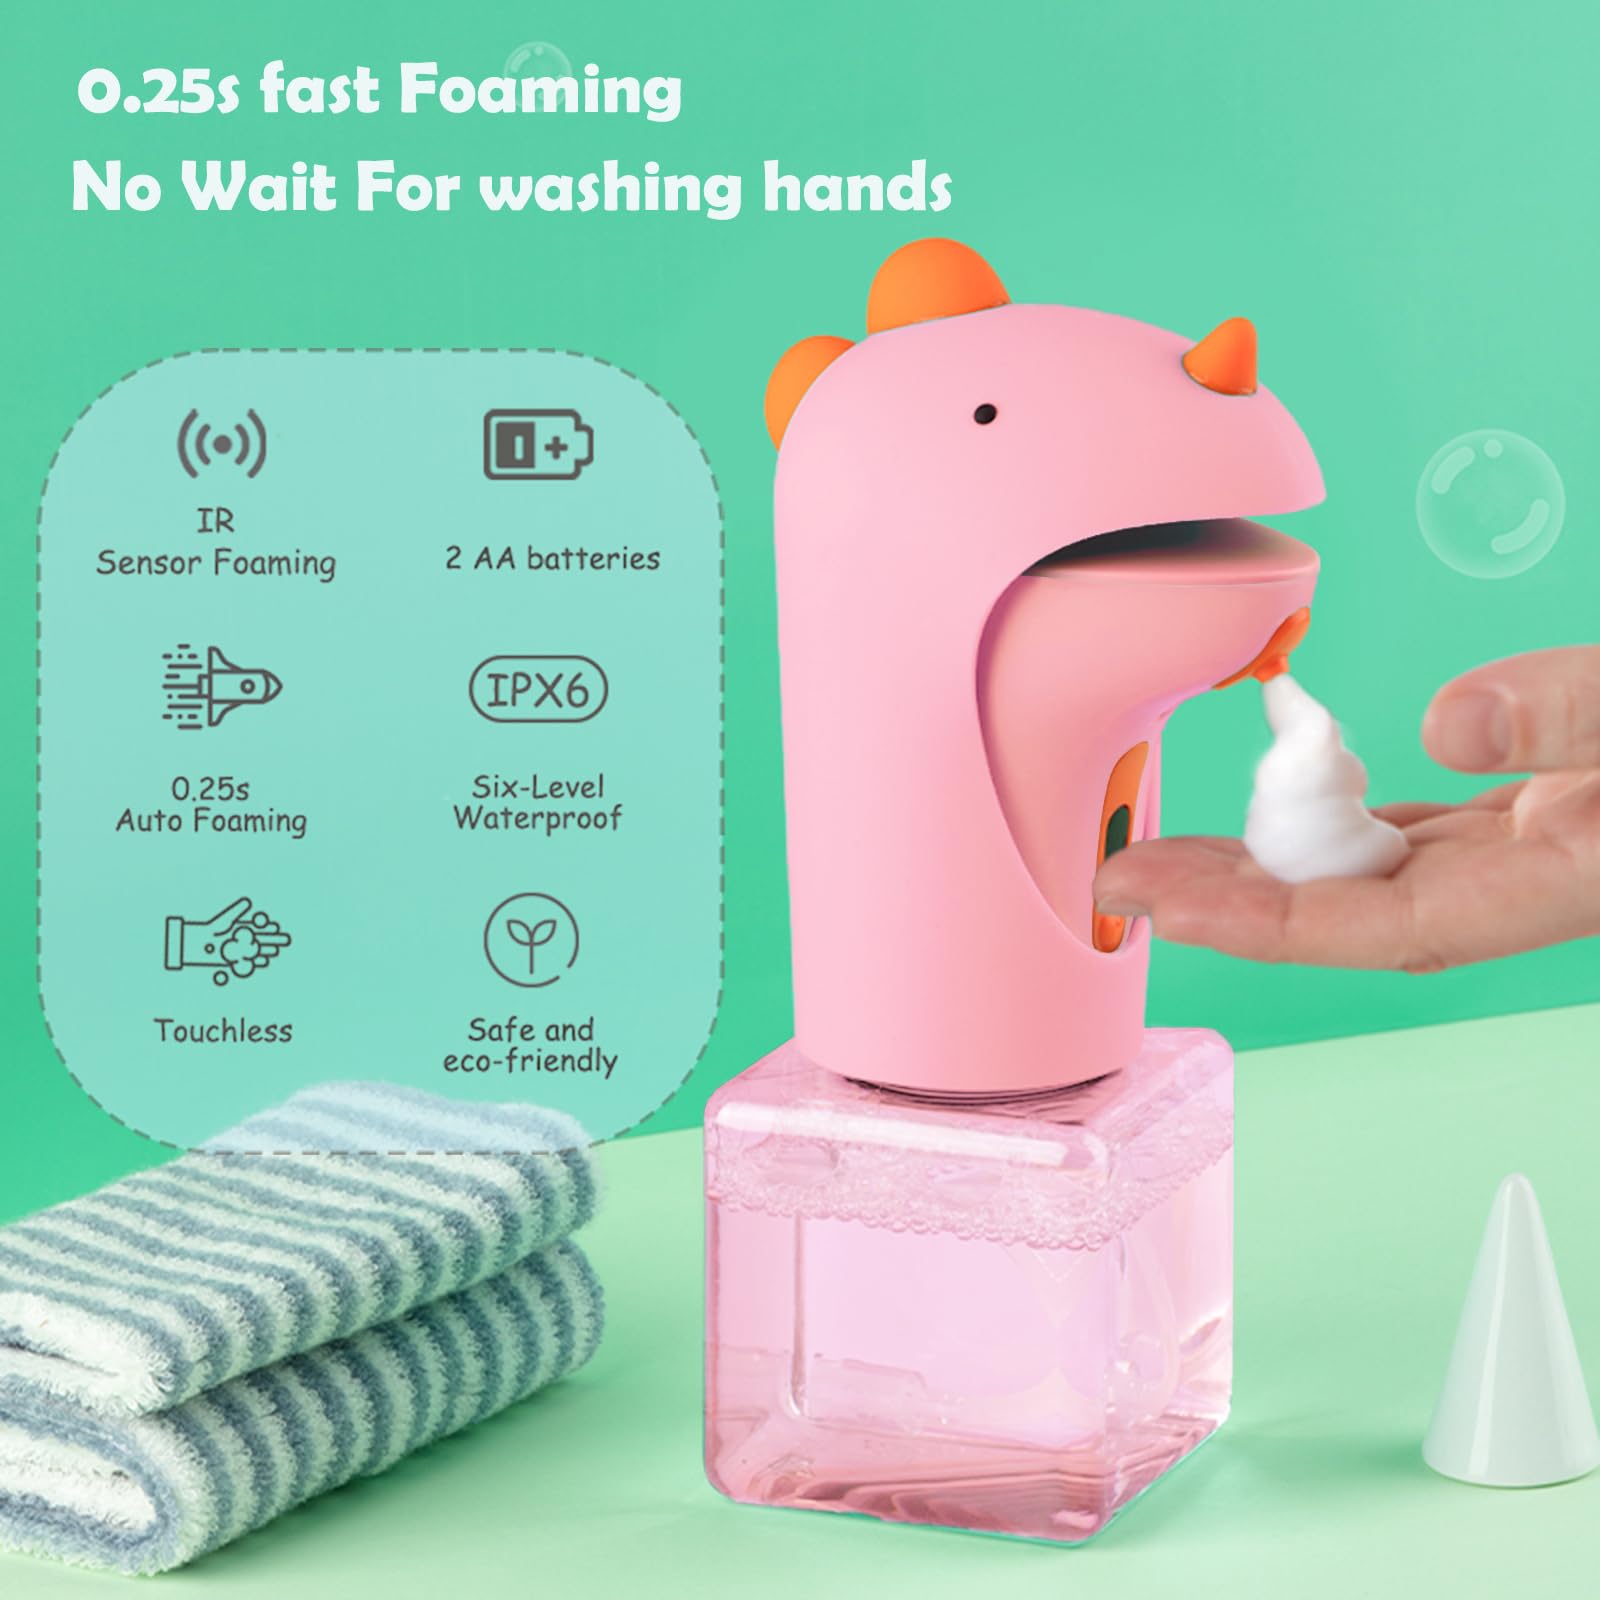 0.25s fast Foaming
No Wait For washing hands
IR
Sensor Foaming
2 AA batteries
0.25s
Auto Foaming
IPX6
Six-Level
Waterproof
Touchless
Safe and
eco-friendly